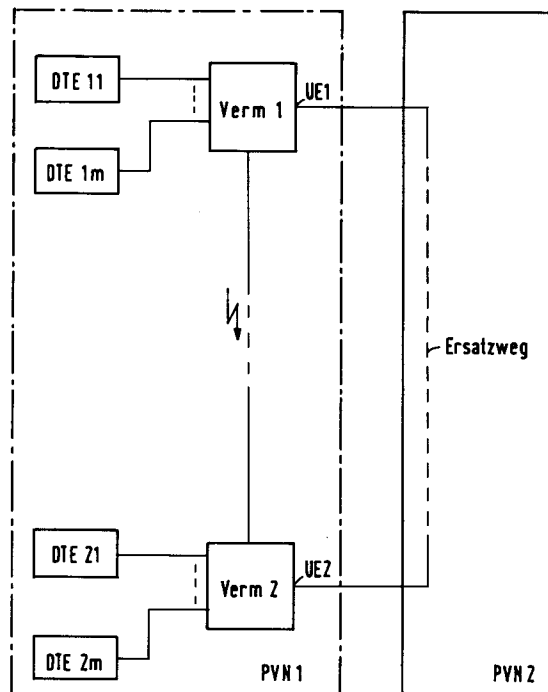 DTE 11
Verm 1
UE1
DTE 1m
Ersatzweg
DTE 21
Verm 2
UE2
DTE 2m
PVN 1
PVN 2